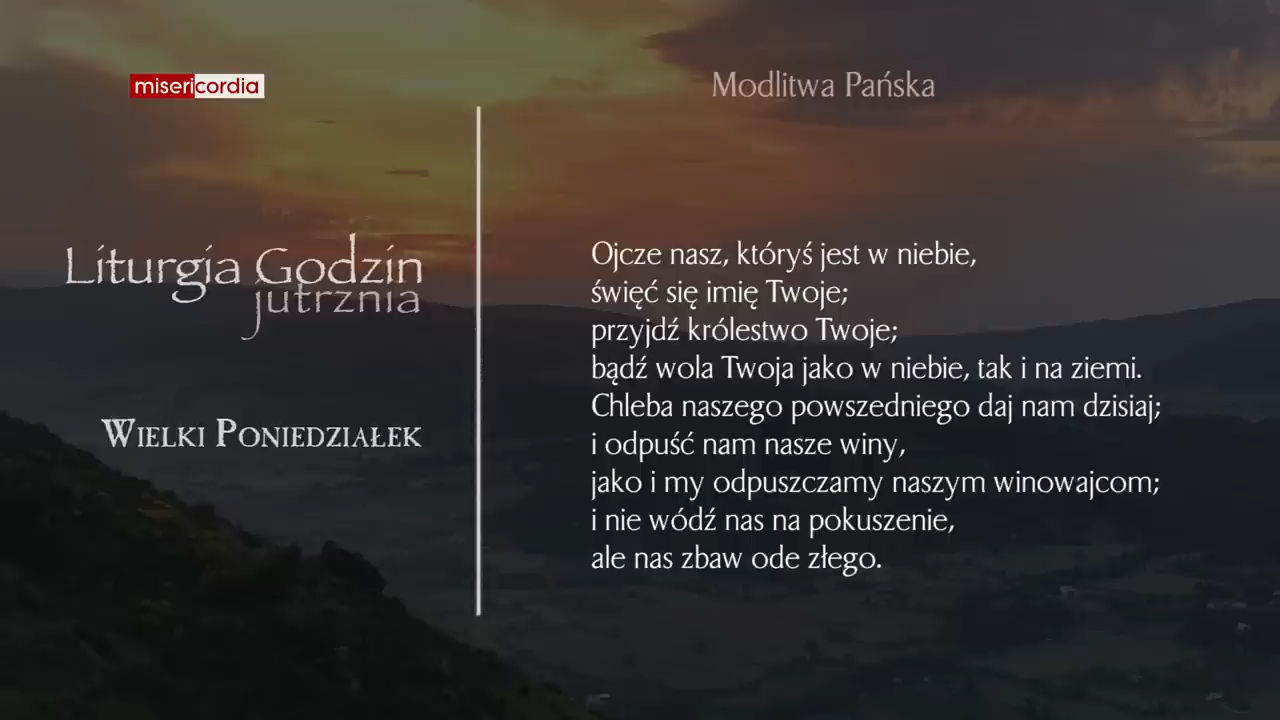 misericordia
Modlitwa Pańska
Liturgia Godzin
jutrznia
Wielki Poniedziałek
Ojcze nasz, któryś jest w niebie,
święć się imię Twoje;
przyjdź królestwo Twoje;
bądź wola Twoja jako w niebie, tak i na ziemi.
Chleba naszego powszedniego daj nam dzisiaj;
i odpuść nam nasze winy,
jako i my odpuszczamy naszym winowajcom;
i nie wódź nas na pokuszenie,
ale nas zbaw ode złego.